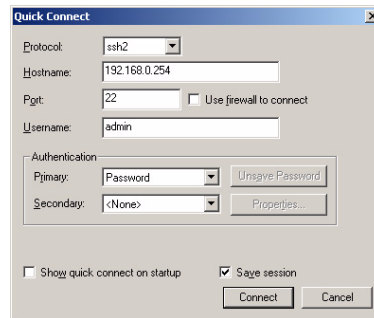 Quick Connect
Protocol: ssh2
Hostname: 192.168.0.254
Port: 22 Use firewall to connect
Username: admin
Authentication
Primary: Password Unsave Password
Secondary: <None> Properties...
Show quick connect on startup Save session
Connect Cancel